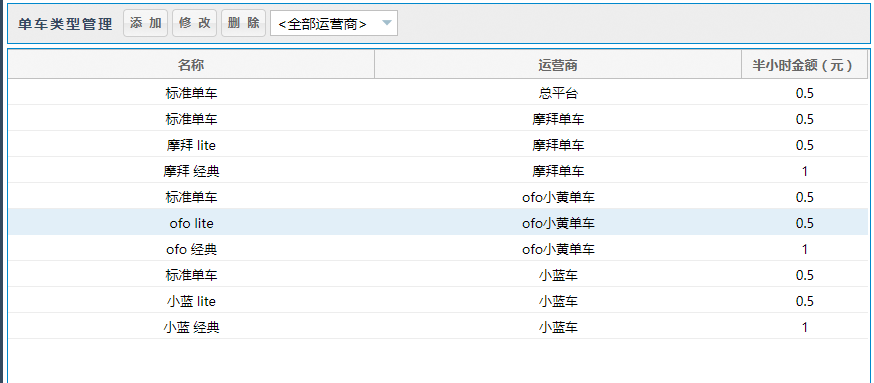 单车类型管理 添 加 修 改 删 除 <全部运营商>
名称 运营商 半小时金额（元）
标准单车 总平台 0.5
标准单车 摩拜单车 0.5
摩拜 lite 摩拜单车 0.5
摩拜 经典 摩拜单车 1
标准单车 ofo小黄单车 0.5
ofo lite ofo小黄单车 0.5
ofo 经典 ofo小黄单车 1
标准单车 小蓝车 0.5
小蓝 lite 小蓝车 0.5
小蓝 经典 小蓝车 1